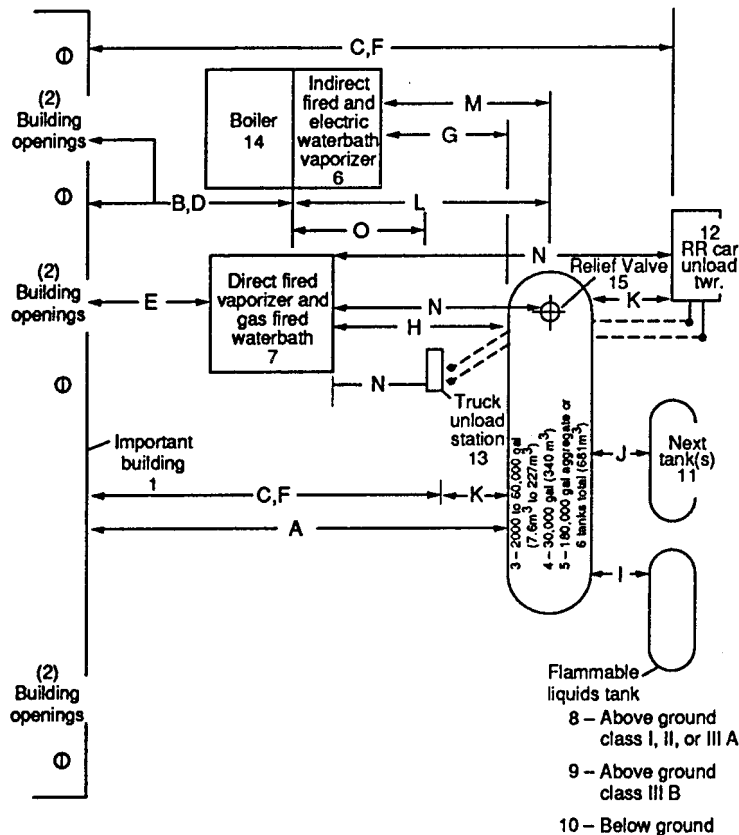 C,F
(2)
Building
openings
Boiler
14
Indirect
fired and
electric
waterbath
vaporizer
6
M
G
B,D
L
O
12
RR car
unload
twr.
N
Relief Valve
15
(2)
Building
openings
E
Direct fired
vaporizer and
gas fired
waterbath
7
N
H
K
N
Truck
unload
station
13
Important
building
1
C,F
K
A
3 – 2000 to 60,000 gal
(7.6m³ to 227m³)
4 – 30,000 gal (340 m³)
5 – 180,000 gal aggregate or
6 tanks total (681m³)
J
Next
tank(s)
11
I
(2)
Building
openings
Flammable
liquids tank
8 – Above ground
class I, II, or III A
9 – Above ground
class III B
10 – Below ground